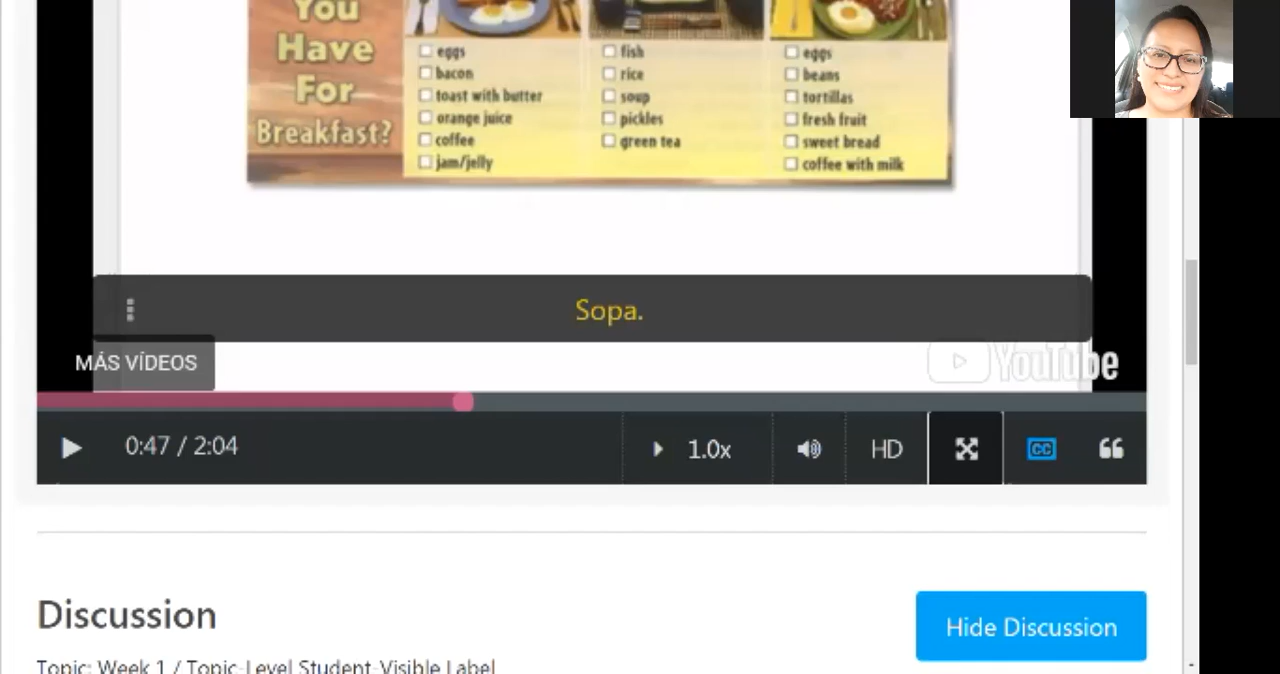 You
Have
For
Breakfast?
eggs
bacon
toast with butter
orange juice
coffee
jam/jelly
fish
rice
soup
pickles
green tea
eggs
beans
tortillas
fresh fruit
sweet bread
coffee with milk
Sopa.
MÁS VÍDEOS
YouTube
0:47 / 2:04
1.0x
HD
CC
Discussion
Hide Discussion
Topic: Week 1 / Topic-Level Student-Visible Label